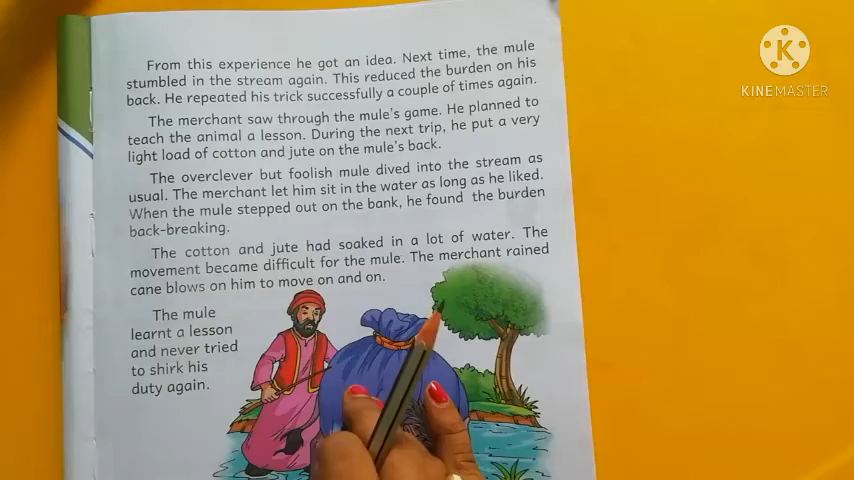 From this experience he got an idea. Next time, the mule
stumbled in the stream again. This reduced the burden on his
back. He repeated his trick successfully a couple of times again.
The merchant saw through the mule's game. He planned to
teach the animal a lesson. During the next trip, he put a very
light load of cotton and jute on the mule's back.
The overclever but foolish mule dived into the stream as
usual. The merchant let him sit in the water as long as he liked.
When the mule stepped out on the bank, he found the burden
back-breaking.
The cotton and jute had soaked in a lot of water. The
movement became difficult for the mule. The merchant rained
cane blows on him to move on and on.
The mule
learnt a lesson
and never tried
to shirk his
duty again.
K
KINEMASTER